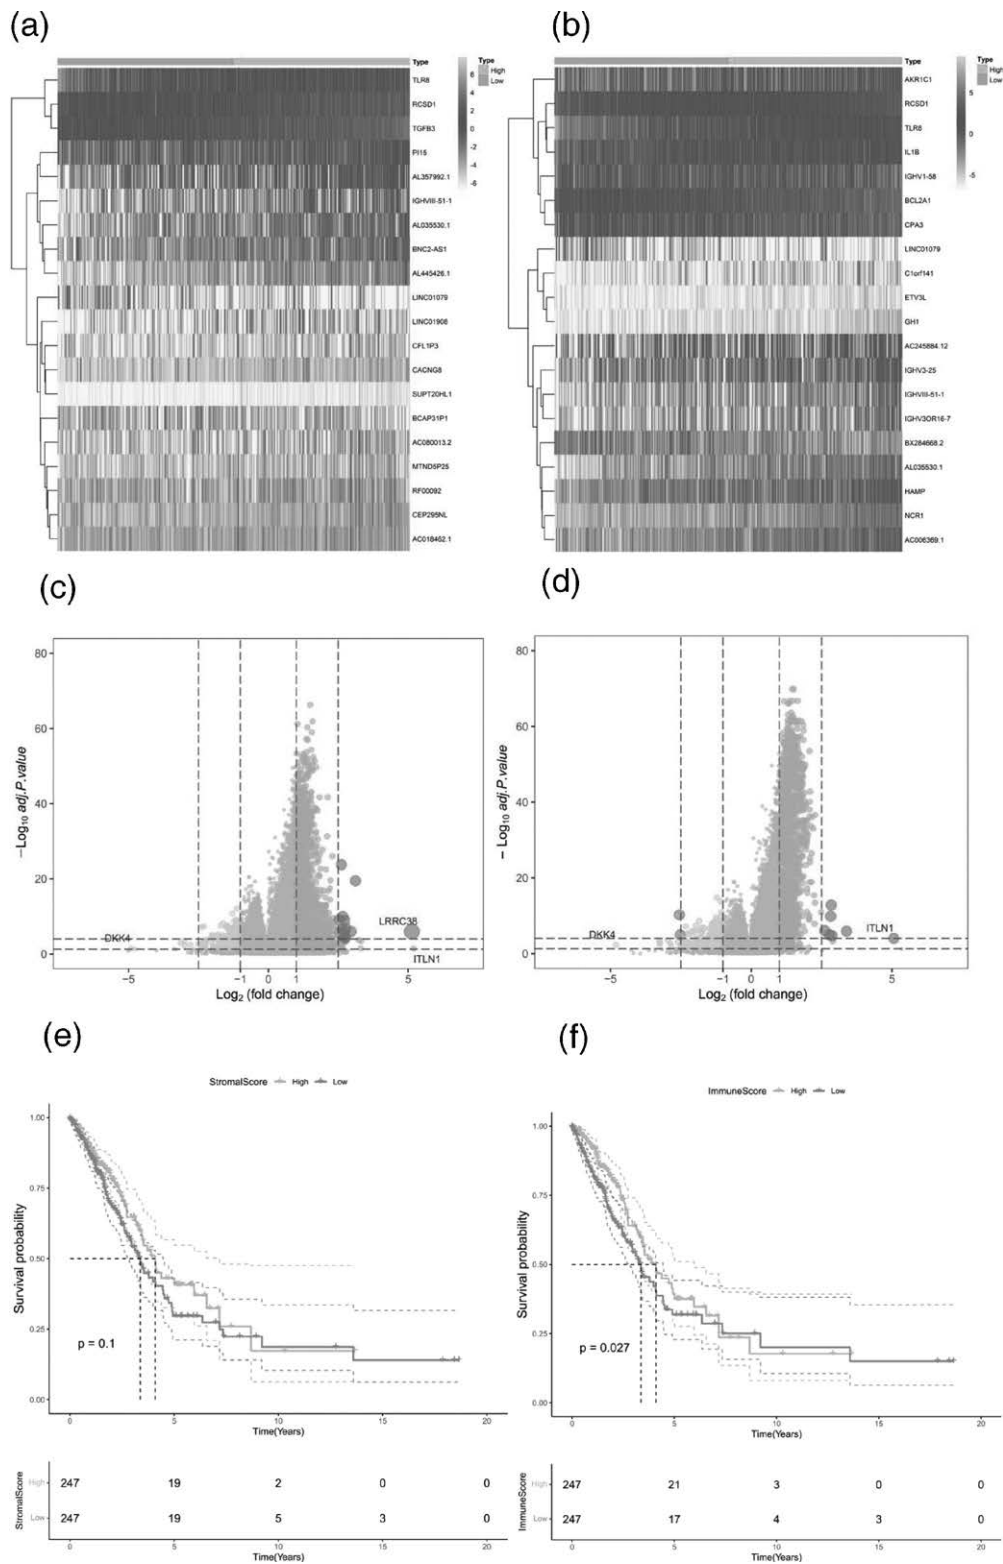 (a)
(b)
Type
TLR8
RCSD1
TGFB3
PI15
AL357992.1
IGHVIII-51-1
AL035530.1
BNC2-AS1
AL445426.1
LINC01079
LINC01908
CFL1P3
CACNG8
SUPT20HL1
BCAP31P1
AC080013.2
MTND5P25
RF00092
CEP295NL
AC018462.1
6
4
2
0
-2
-4
-6
Type
High
Low
Type
AKR1C1
RCSD1
TLR8
IL1B
IGHV1-58
BCL2A1
CPA3
LINC01079
C1orf141
ETV3L
GH1
AC245884.12
IGHV3-25
IGHVIII-51-1
IGHV3OR16-7
BX284668.2
AL035530.1
HAMP
NCR1
AC006369.1
5
0
-5
Type
High
Low
(c)
(d)
80
60
40
20
0
−Log10 adj.P.value
DKK4
LRRC38
ITLN1
−5 −1 0 1 5
Log2 (fold change)
80
60
40
20
0
− Log10 adj.P.value
DKK4
ITLN1
−5 −1 0 1 5
Log2 (fold change)
(e)
(f)
StromalScore High Low
1.00
0.75
0.50
0.25
0.00
Survival probability
p = 0.1
0 5 10 15 20
Time(Years)
StromalScore
High 247 19 2 0 0
Low 247 19 5 3 0
0 5 10 15 20
Time(Years)
ImmuneScore High Low
1.00
0.75
0.50
0.25
0.00
Survival probability
p = 0.027
0 5 10 15 20
Time(Years)
ImmuneScore
High 247 21 3 0 0
Low 247 17 4 3 0
0 5 10 15 20
Time(Years)